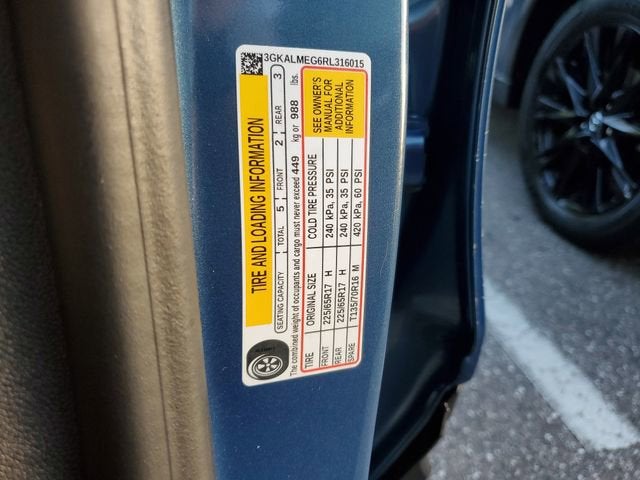 3GKALMEG6RL316015
TIRE AND LOADING INFORMATION
SEATING CAPACITY TOTAL 5 FRONT 2 REAR 3
The combined weight of occupants and cargo must never exceed 449 kg or 988 lbs.
TIRE ORIGINAL SIZE COLD TIRE PRESSURE
FRONT 225/65R17 H 240 kPa, 35 PSI
REAR 225/65R17 H 240 kPa, 35 PSI
SPARE T135/70R16 M 420 kPa, 60 PSI
SEE OWNER'S
MANUAL FOR
ADDITIONAL
INFORMATION